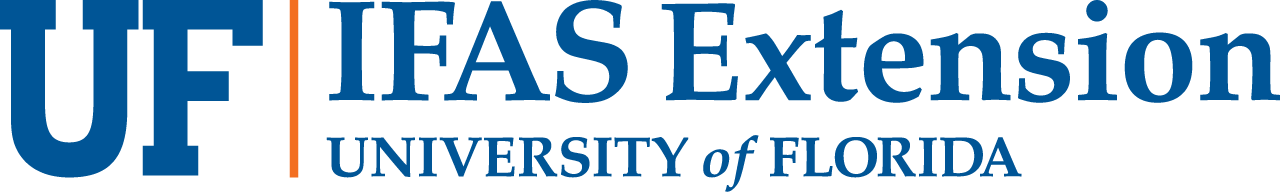 UF
IFAS Extension
UNIVERSITY of FLORIDA